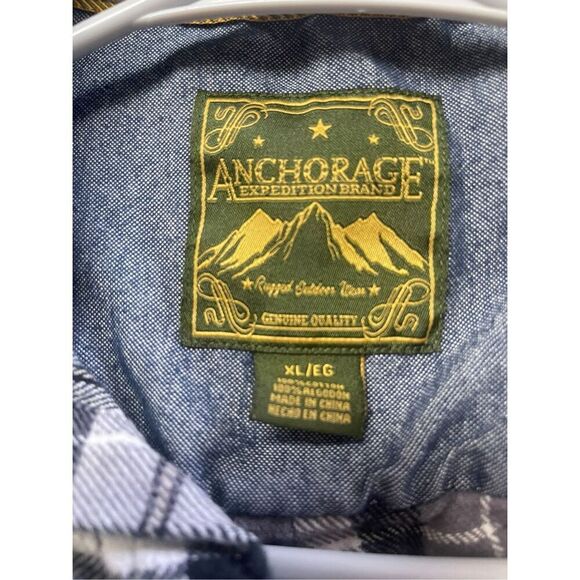 ANCHORAGE™
EXPEDITION BRAND
Rugged Outdoor Wear
GENUINE QUALITY
XL/EG
100% COTTON
100% ALGODON
MADE IN CHINA
HECHO EN CHINA